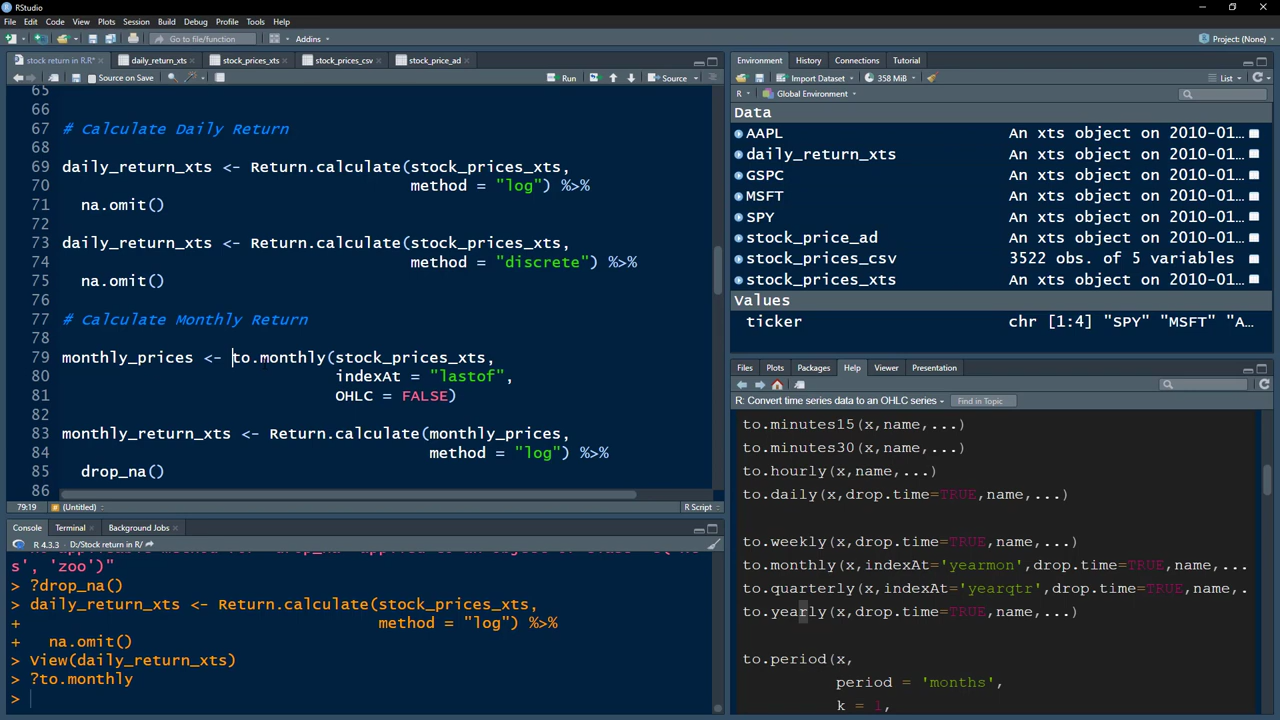 RStudio
File Edit Code View Plots Session Build Debug Profile Tools Help
Go to file/function Addins Project: (None)
stock return in R.R* daily_return_xts stock_prices_xts stock_prices_csv stock_price_ad
Source on Save Run Source
65
66
67 # Calculate Daily Return
68
69 daily_return_xts <- Return.calculate(stock_prices_xts,
70 method = "log") %>%
71 na.omit()
72
73 daily_return_xts <- Return.calculate(stock_prices_xts,
74 method = "discrete") %>%
75 na.omit()
76
77 # Calculate Monthly Return
78
79 monthly_prices <- to.monthly(stock_prices_xts,
80 indexAt = "lastof",
81 OHLC = FALSE)
82
83 monthly_return_xts <- Return.calculate(monthly_prices,
84 method = "log") %>%
85 drop_na()
86
79:19 (Untitled) R Script
Console Terminal Background Jobs
R 4.3.3 · D:/Stock return in R/
s', 'zoo')"
> ?drop_na()
> daily_return_xts <- Return.calculate(stock_prices_xts,
+ method = "log") %>%
+ na.omit()
> View(daily_return_xts)
> ?to.monthly
>
Environment History Connections Tutorial
Import Dataset 358 MiB List
R Global Environment
Data
AAPL An xts object on 2010-01…
daily_return_xts An xts object on 2010-01…
GSPC An xts object on 2010-01…
MSFT An xts object on 2010-01…
SPY An xts object on 2010-01…
stock_price_ad An xts object on 2010-01…
stock_prices_csv 3522 obs. of 5 variables
stock_prices_xts An xts object on 2010-01…
Values
ticker chr [1:4] "SPY" "MSFT" "A…
Files Plots Packages Help Viewer Presentation
R: Convert time series data to an OHLC series Find in Topic
to.minutes15(x,name,...)
to.minutes30(x,name,...)
to.hourly(x,name,...)
to.daily(x,drop.time=TRUE,name,...)
to.weekly(x,drop.time=TRUE,name,...)
to.monthly(x,indexAt='yearmon',drop.time=TRUE,name,...
to.quarterly(x,indexAt='yearqtr',drop.time=TRUE,name,.
to.yearly(x,drop.time=TRUE,name,...)
to.period(x,
period = 'months',
k = 1,